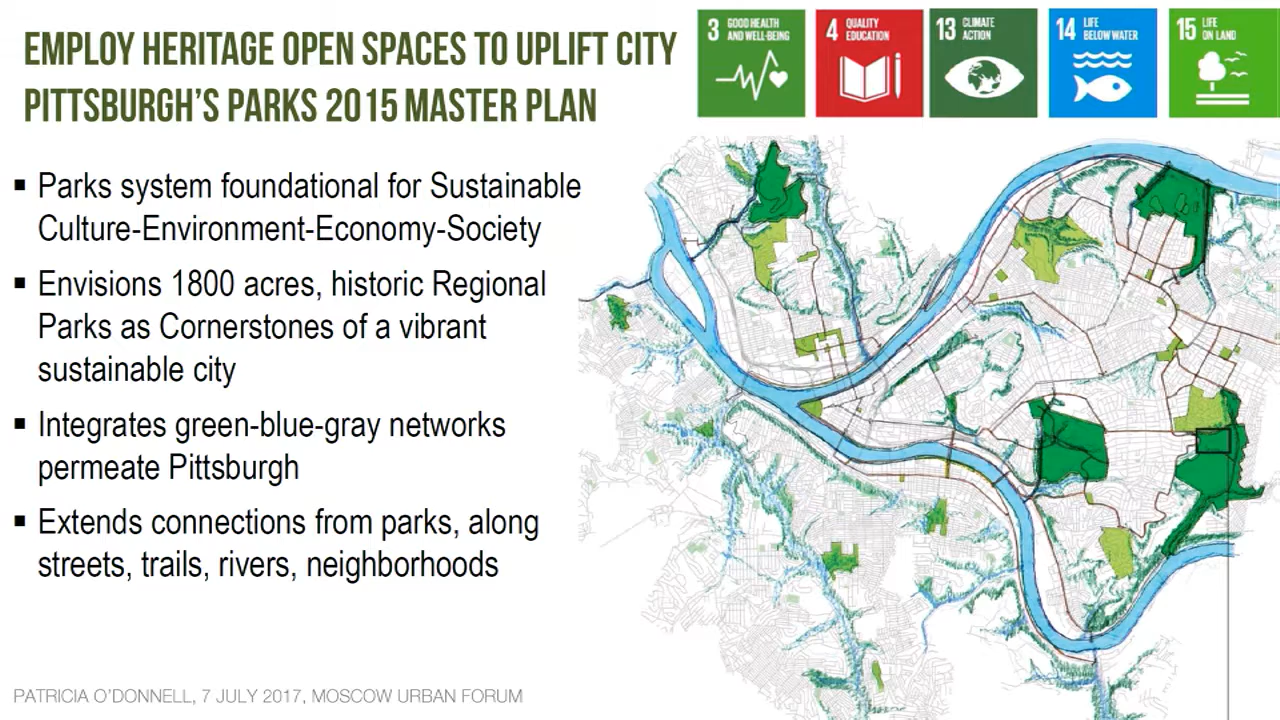 EMPLOY HERITAGE OPEN SPACES TO UPLIFT CITY
PITTSBURGH'S PARKS 2015 MASTER PLAN
3 GOOD HEALTH
AND WELL-BEING
4 QUALITY
EDUCATION
13 CLIMATE
ACTION
14 LIFE
BELOW WATER
15 LIFE
ON LAND
▪ Parks system foundational for Sustainable
Culture-Environment-Economy-Society
▪ Envisions 1800 acres, historic Regional
Parks as Cornerstones of a vibrant
sustainable city
▪ Integrates green-blue-gray networks
permeate Pittsburgh
▪ Extends connections from parks, along
streets, trails, rivers, neighborhoods
PATRICIA O'DONNELL, 7 JULY 2017, MOSCOW URBAN FORUM